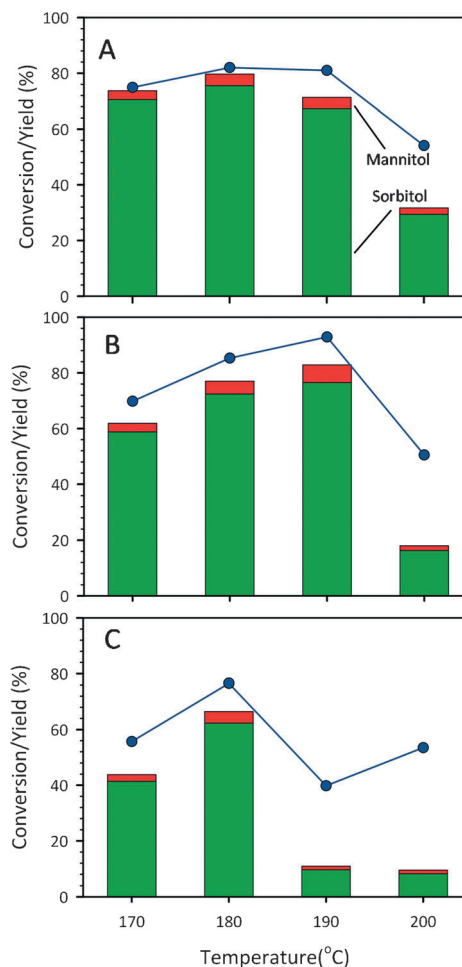 100
A
80
60
Mannitol
40
Sorbitol
20
0
Conversion/Yield (%)
100
B
80
60
40
20
0
Conversion/Yield (%)
100
C
80
60
40
20
0
Conversion/Yield (%)
170 180 190 200
Temperature(°C)